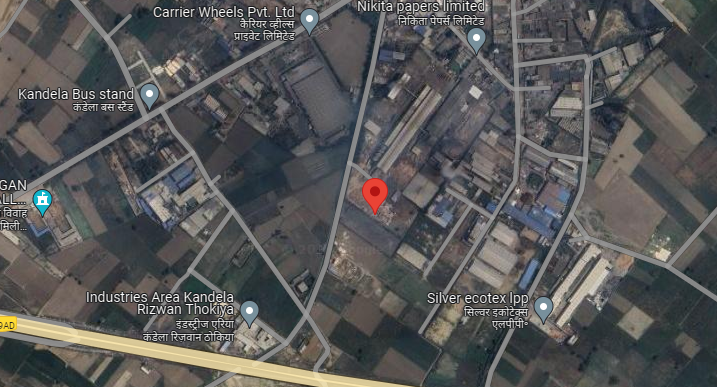 Carrier Wheels Pvt. Ltd
कैरियर व्हील्स
प्राइवेट लिमिटेड
Nikita papers limited
निकिता पेपर्स लिमिटेड
Kandela Bus stand
कंडेला बस स्टैंड
GAN
ALL...
विवाह
मिली...
Industries Area Kandela
Rizwan Thokiya
इंडस्ट्रीज एरिया
कंडेला रिजवान ठोकिया
Silver ecotex lpp
सिल्वर इकोटेक्स
एलपीपी°
9AD